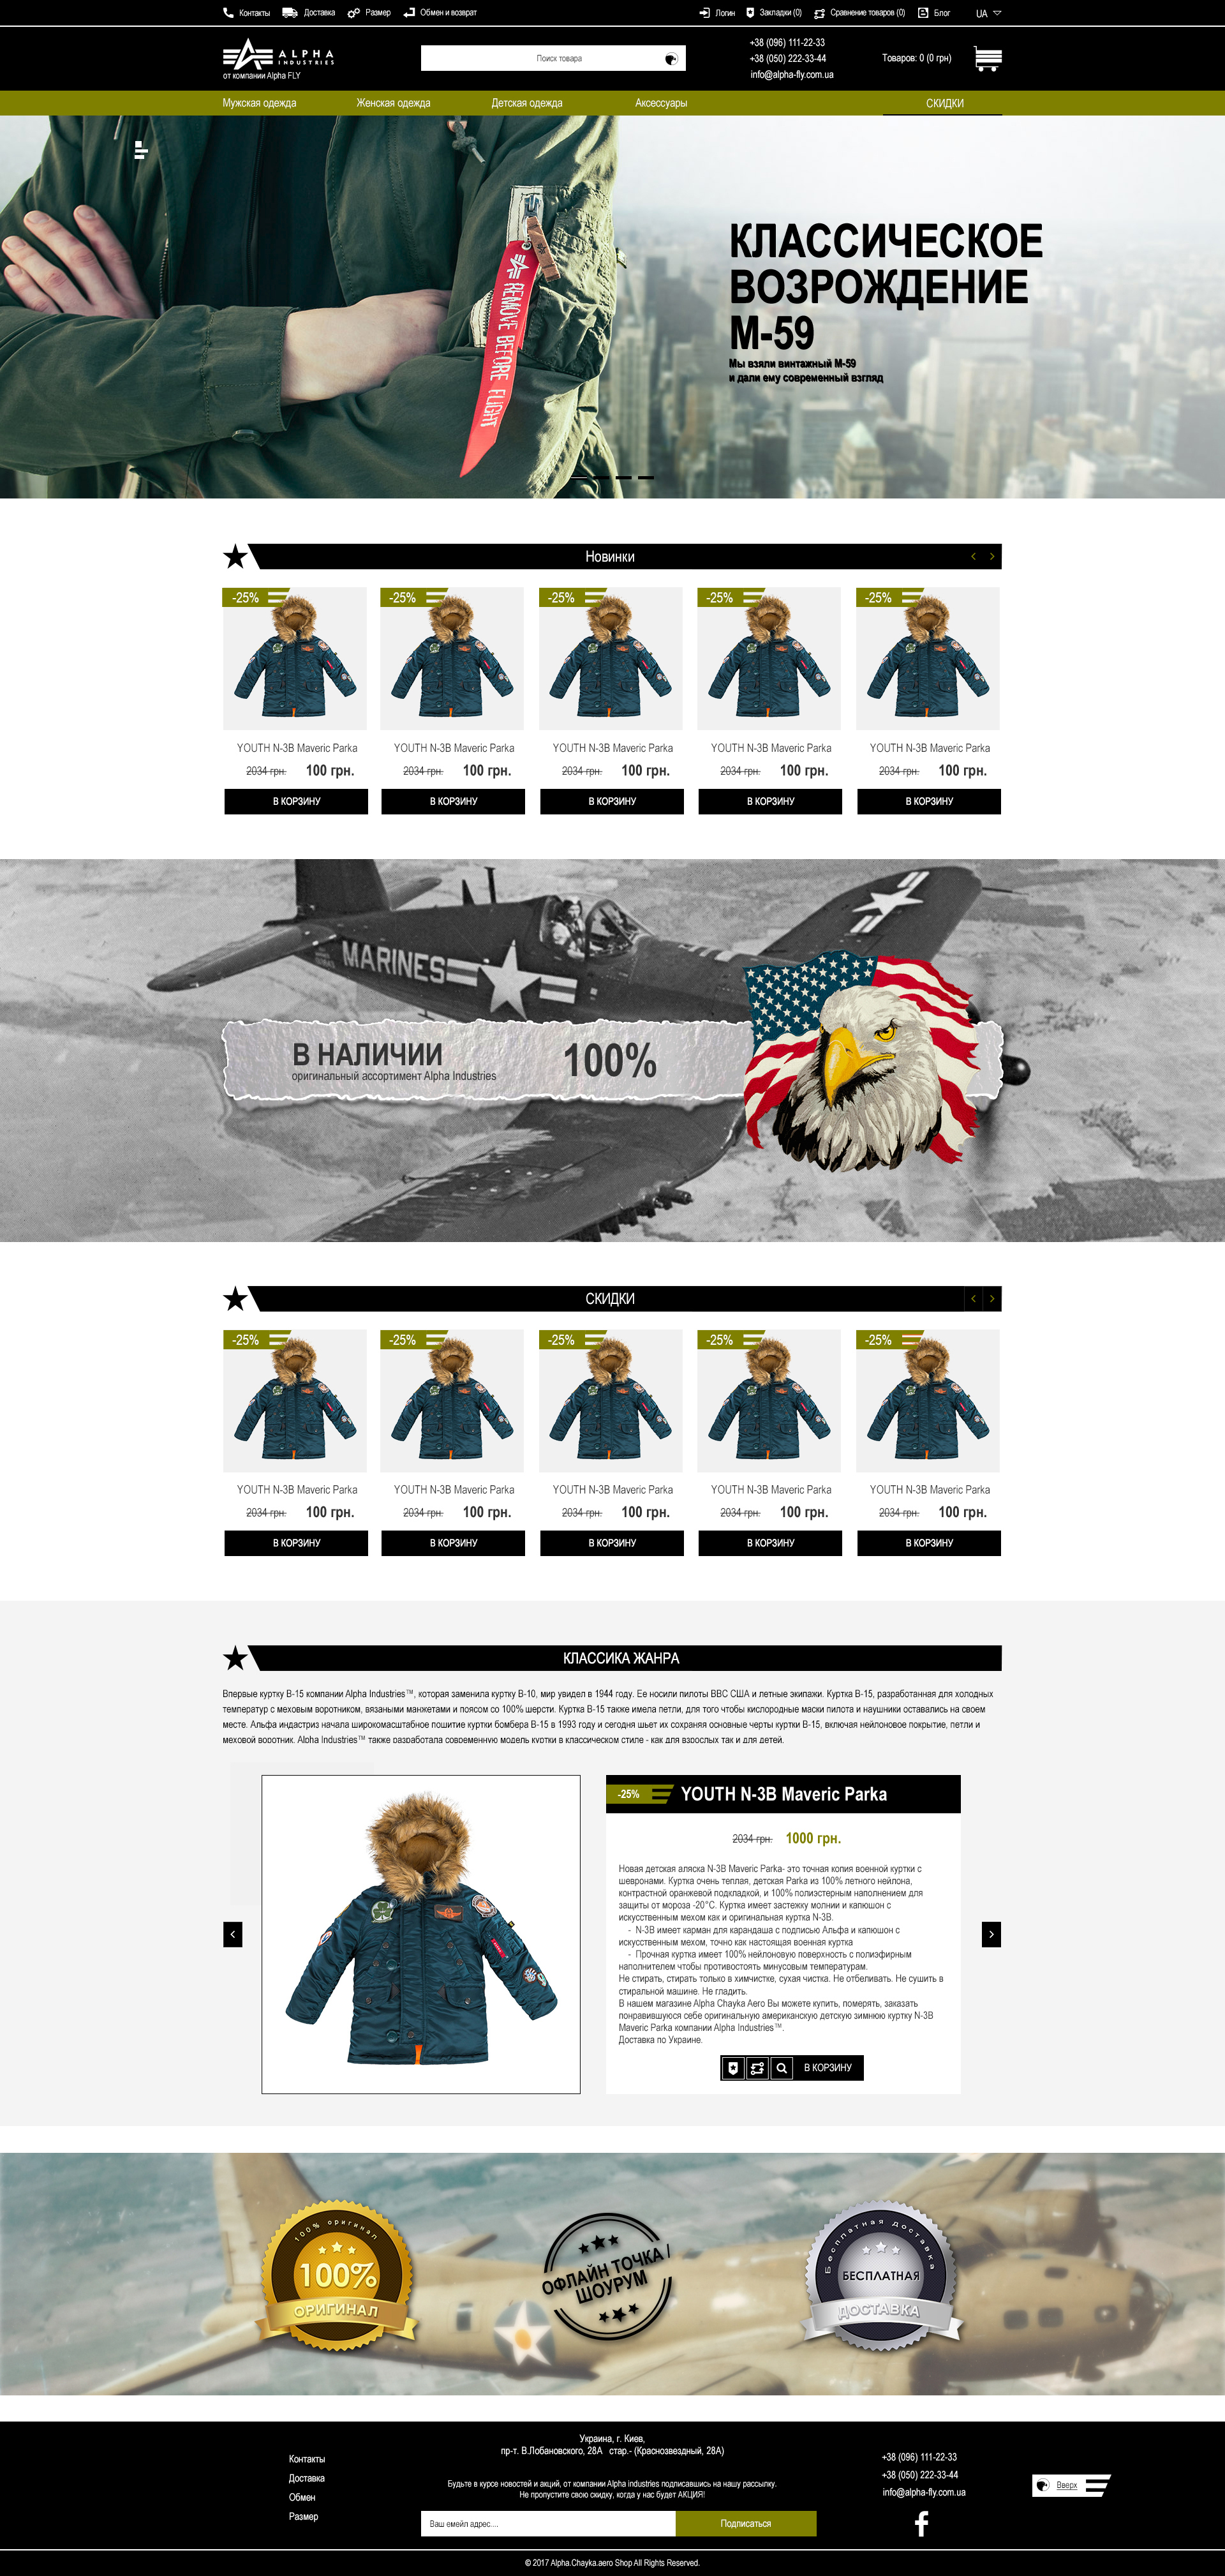 Контакты Доставка Размер Обмен и возврат Логин Закладки (0) Сравнение товаров (0) Блог UA
ALPHA
INDUSTRIES
от компании Alpha FLY
Поиск товара
+38 (096) 111-22-33
+38 (050) 222-33-44
info@alpha-fly.com.ua
Товаров: 0 (0 грн)
Мужская одежда Женская одежда Детская одежда Аксессуары СКИДКИ
REMOVE BEFORE FLIGHT
КЛАССИЧЕСКОЕ
ВОЗРОЖДЕНИЕ
М-59
Мы взяли винтажный М-59
и дали ему современный взгляд
Новинки
-25% -25% -25% -25% -25%
YOUTH N-3B Maveric Parka YOUTH N-3B Maveric Parka YOUTH N-3B Maveric Parka YOUTH N-3B Maveric Parka YOUTH N-3B Maveric Parka
2034 грн. 100 грн. 2034 грн. 100 грн. 2034 грн. 100 грн. 2034 грн. 100 грн. 2034 грн. 100 грн.
В КОРЗИНУ В КОРЗИНУ В КОРЗИНУ В КОРЗИНУ В КОРЗИНУ
MARINES
В НАЛИЧИИ
оригинальный ассортимент Alpha Industries
100%
СКИДКИ
-25% -25% -25% -25% -25%
YOUTH N-3B Maveric Parka YOUTH N-3B Maveric Parka YOUTH N-3B Maveric Parka YOUTH N-3B Maveric Parka YOUTH N-3B Maveric Parka
2034 грн. 100 грн. 2034 грн. 100 грн. 2034 грн. 100 грн. 2034 грн. 100 грн. 2034 грн. 100 грн.
В КОРЗИНУ В КОРЗИНУ В КОРЗИНУ В КОРЗИНУ В КОРЗИНУ
КЛАССИКА ЖАНРА
Впервые куртку B-15 компании Alpha Industries™, которая заменила куртку B-10, мир увидел в 1944 году. Ее носили пилоты ВВС США и летные экипажи. Куртка B-15, разработанная для холодных
температур с меховым воротником, вязаными манжетами и поясом со 100% шерсти. Куртка B-15 также имела петли, для того чтобы кислородные маски пилота и наушники оставались на своем
месте. Альфа индастриз начала широкомасштабное пошитие куртки бомбера B-15 в 1993 году и сегодня шьет их сохраняя основные черты куртки B-15, включая нейлоновое покрытие, петли и
меховой воротник. Alpha Industries™ также разработала современную модель куртки в классическом стиле - как для взрослых так и для детей.
-25% YOUTH N-3B Maveric Parka
2034 грн. 1000 грн.
Новая детская аляска N-3B Maveric Parka- это точная копия военной куртки с
шевронами. Куртка очень теплая, детская Parka из 100% летного нейлона,
контрастной оранжевой подкладкой, и 100% полиэстерным наполнением для
защиты от мороза -20°C. Куртка имеет застежку молнии и капюшон с
искусственным мехом как и оригинальная куртка N-3B.
- N-3B имеет карман для карандаша с подписью Альфа и капюшон с
искусственным мехом, точно как настоящая военная куртка
- Прочная куртка имеет 100% нейлоновую поверхность с полиэфирным
наполнителем чтобы противостоять минусовым температурам.
Не стирать, стирать только в химчистке, сухая чистка. Не отбеливать. Не сушить в
стиральной машине. Не гладить.
В нашем магазине Alpha Chayka Aero Вы можете купить, померять, заказать
понравившуюся себе оригинальную американскую детскую зимнюю куртку N-3B
Maveric Parka компании Alpha Industries™.
Доставка по Украине.
В КОРЗИНУ
100% оригинал
100%
ОРИГИНАЛ
ОФЛАЙН ТОЧКА /
ШОУРУМ
Бесплатная доставка
БЕСПЛАТНАЯ
ДОСТАВКА
Контакты
Доставка
Обмен
Размер
Украина, г. Киев,
пр-т. В.Лобановского, 28А стар.- (Краснозвездный, 28А)
Будьте в курсе новостей и акций, от компании Alpha industries подписавшись на нашу рассылку.
Не пропустите свою скидку, когда у нас будет АКЦИЯ!
Ваш емейл адрес.... Подписаться
+38 (096) 111-22-33
+38 (050) 222-33-44
info@alpha-fly.com.ua
Вверх
© 2017 Alpha.Chayka.aero Shop All Rights Reserved.